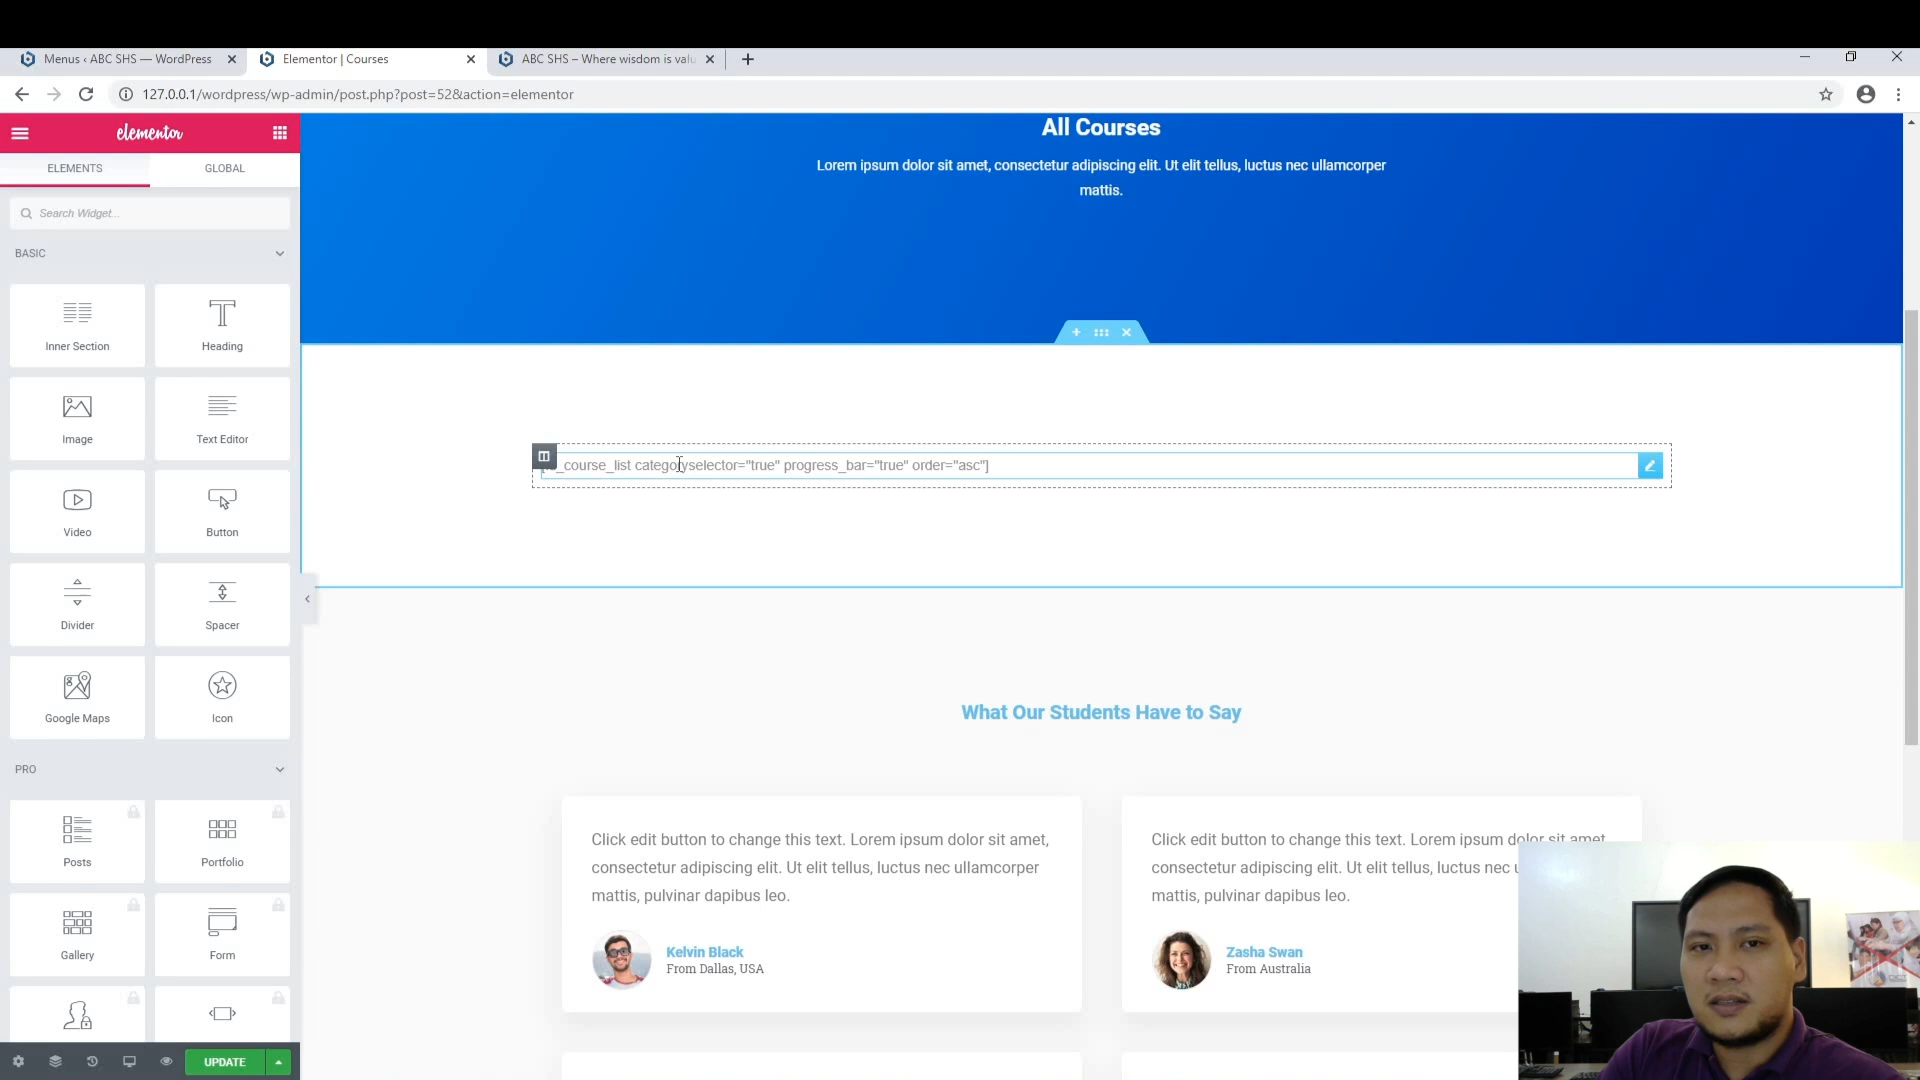 Menus ‹ ABC SHS — WordPress
Elementor | Courses
ABC SHS – Where wisdom is valu
127.0.0.1/wordpress/wp-admin/post.php?post=52&action=elementor
elementor
ELEMENTS
GLOBAL
Search Widget...
BASIC
Inner Section
Heading
Image
Text Editor
Video
Button
Divider
Spacer
Google Maps
Icon
PRO
Posts
Portfolio
Gallery
Form
UPDATE
All Courses
Lorem ipsum dolor sit amet, consectetur adipiscing elit. Ut elit tellus, luctus nec ullamcorper
mattis.
_course_list categoryselector="true" progress_bar="true" order="asc"]
What Our Students Have to Say
Click edit button to change this text. Lorem ipsum dolor sit amet,
consectetur adipiscing elit. Ut elit tellus, luctus nec ullamcorper
mattis, pulvinar dapibus leo.
Kelvin Black
From Dallas, USA
Click edit button to change this text. Lorem ipsum dolor sit amet
consectetur adipiscing elit. Ut elit tellus, luctus nec
mattis, pulvinar dapibus leo.
Zasha Swan
From Australia